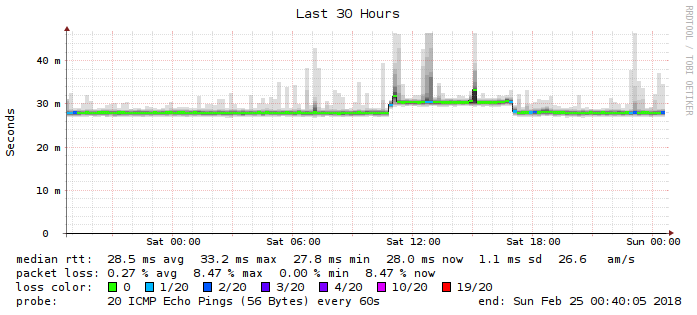 Last 30 Hours
RRDTOOL / TOBI OETIKER
Seconds
40 m
30 m
20 m
10 m
0
Sat 00:00 Sat 06:00 Sat 12:00 Sat 18:00 Sun 00:00
median rtt: 28.5 ms avg 33.2 ms max 27.8 ms min 28.0 ms now 1.1 ms sd 26.6 am/s
packet loss: 0.27 % avg 8.47 % max 0.00 % min 8.47 % now
loss color: 0 1/20 2/20 3/20 4/20 10/20 19/20
probe: 20 ICMP Echo Pings (56 Bytes) every 60s end: Sun Feb 25 00:40:05 2018